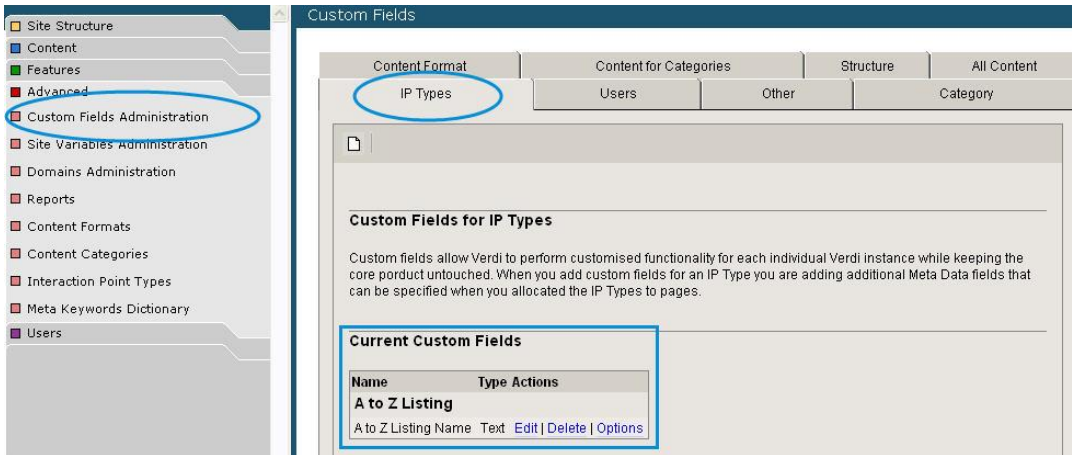 Site Structure
Content
Features
Advanced
Custom Fields Administration
Site Variables Administration
Domains Administration
Reports
Content Formats
Content Categories
Interaction Point Types
Meta Keywords Dictionary
Users
Custom Fields
Content Format Content for Categories Structure All Content
IP Types Users Other Category
Custom Fields for IP Types
Custom fields allow Verdi to perform customised functionality for each individual Verdi instance while keeping the
core porduct untouched. When you add custom fields for an IP Type you are adding additional Meta Data fields that
can be specified when you allocated the IP Types to pages.
Current Custom Fields
Name Type Actions
A to Z Listing
A to Z Listing Name Text Edit | Delete | Options